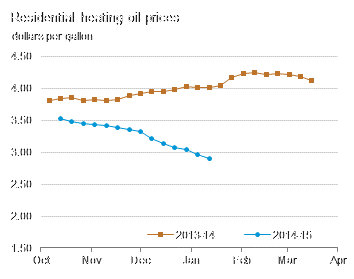 Residential heating oil prices
dollars per gallon
4.50
4.00
3.50
3.00
2.50
2.00
1.50
Oct Nov Dec Jan Feb Mar Apr
2013-14 2014-15